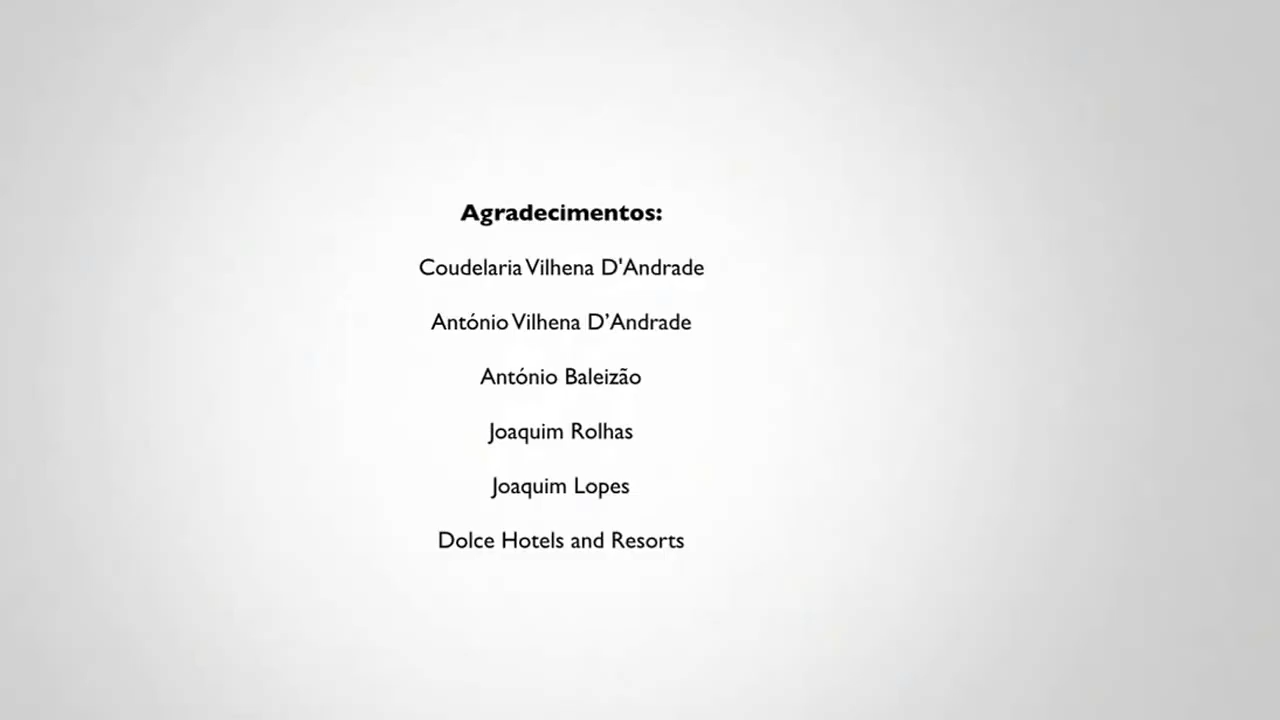 Agradecimentos:
Coudelaria Vilhena D'Andrade
António Vilhena D’Andrade
António Baleizão
Joaquim Rolhas
Joaquim Lopes
Dolce Hotels and Resorts